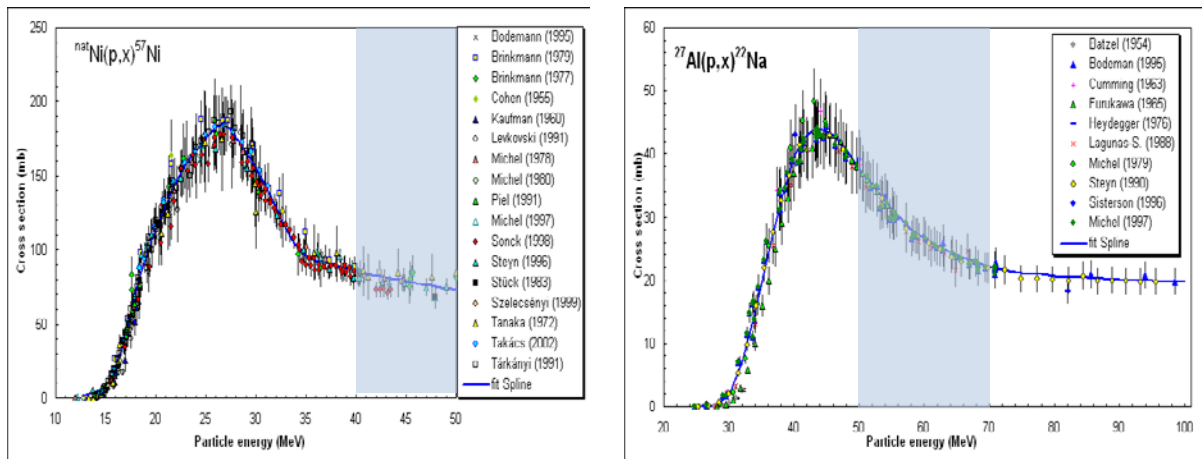 natNi(p,x)57Ni
Cross section (mb)
250
200
150
100
50
0
10
15
20
25
30
35
40
45
50
Particle energy (MeV)
Dodemann (1995)
Brinkmann (1979)
Brinkmann (1977)
Cohen (1955)
Kaufman (1960)
Levkovski (1991)
Michel (1978)
Michel (1980)
Piel (1991)
Michel (1997)
Sonck (1998)
Steyn (1996)
Stück (1983)
Szelecsényi (1999)
Tanaka (1972)
Takács (2002)
Tárkányi (1991)
fit Spline
27Al(p,x)22Na
Cross section (mb)
60
50
40
30
20
10
0
20
30
40
50
60
70
80
90
100
Particle energy (MeV)
Batzel (1954)
Bodeman (1995)
Cumming (1963)
Furukawa (1965)
Heydegger (1976)
Lagunas-S. (1988)
Michel (1979)
Steyn (1990)
Sisterson (1996)
Michel (1997)
fit Spline